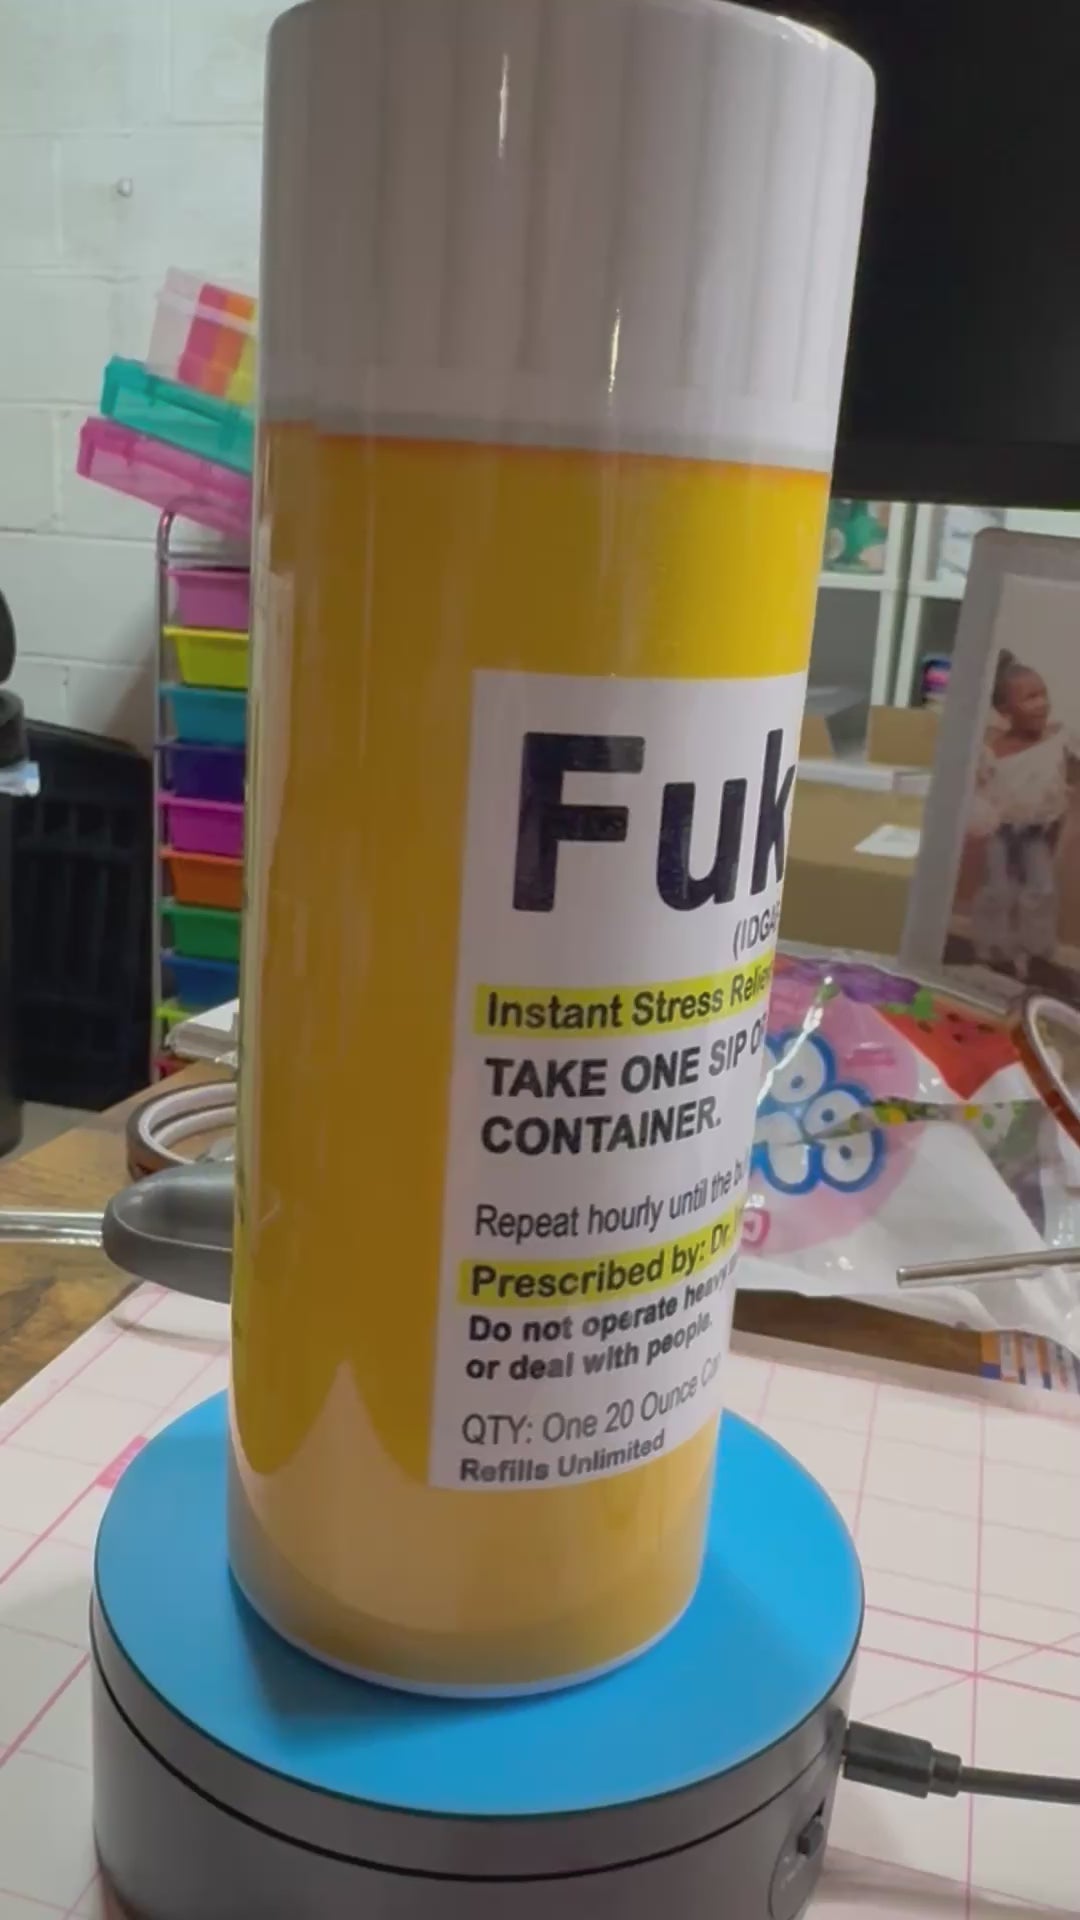 Fuk
(IDGA
Instant Stress Relie
TAKE ONE SIP
CONTAINER.
Repeat hourly until the
Prescribed by: Dr.
Do not operate heavy
or deal with people.
QTY: One 20 Ounce
Refills Unlimited